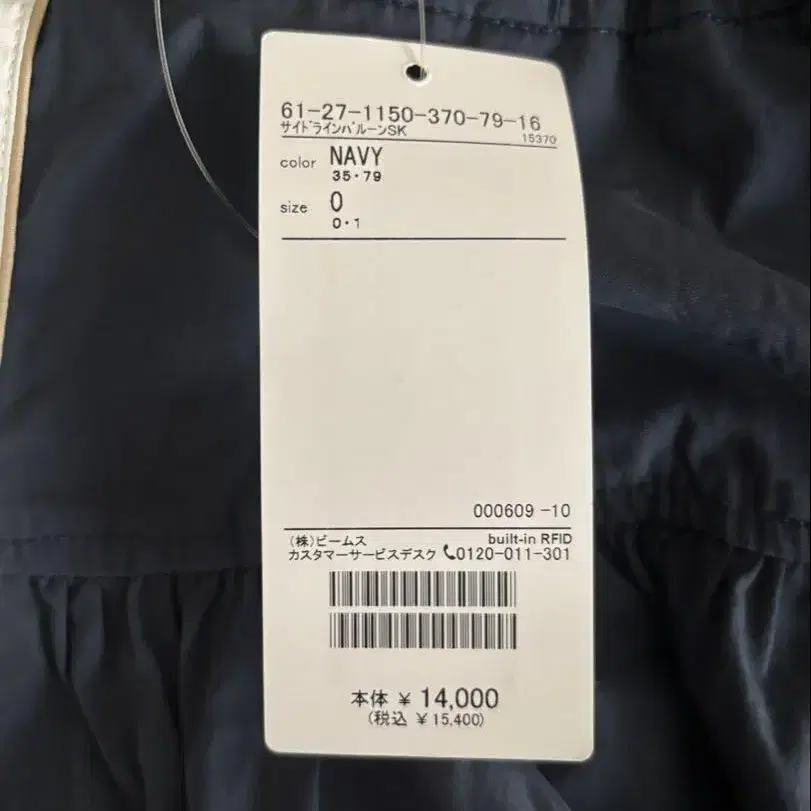 61-27-1150-370-79-16
サイドラインバルーンSK
15370
color NAVY
35・79
size 0
0・1
000609 -10
(株)ビームス built-in RFID
カスタマーサービスデスク 0120-011-301
本体 ¥ 14,000
(税込 ¥ 15,400)